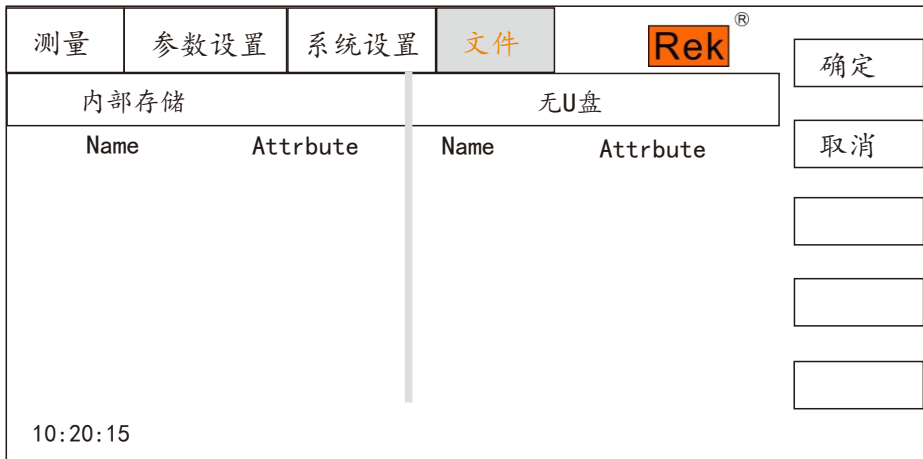 测量 参数设置 系统设置 文件 Rek®
确定
内部存储 无U盘
Name Attrbute Name Attrbute
取消
10:20:15